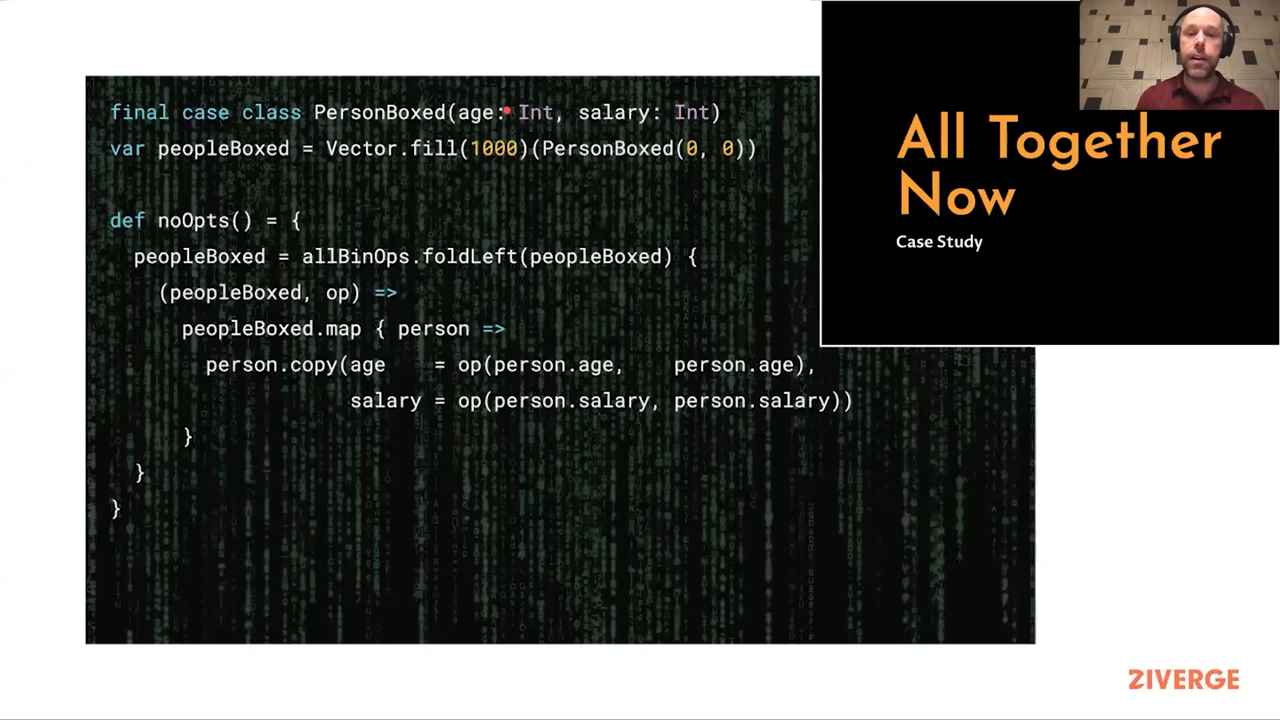 final case class PersonBoxed(age: Int, salary: Int)
var peopleBoxed = Vector.fill(1000)(PersonBoxed(0, 0))
def noOpts() = {
peopleBoxed = allBinOps.foldLeft(peopleBoxed) {
(peopleBoxed, op) =>
peopleBoxed.map { person =>
person.copy(age = op(person.age, person.age),
salary = op(person.salary, person.salary))
}
}
}
All Together
Now
Case Study
ZIVERGE